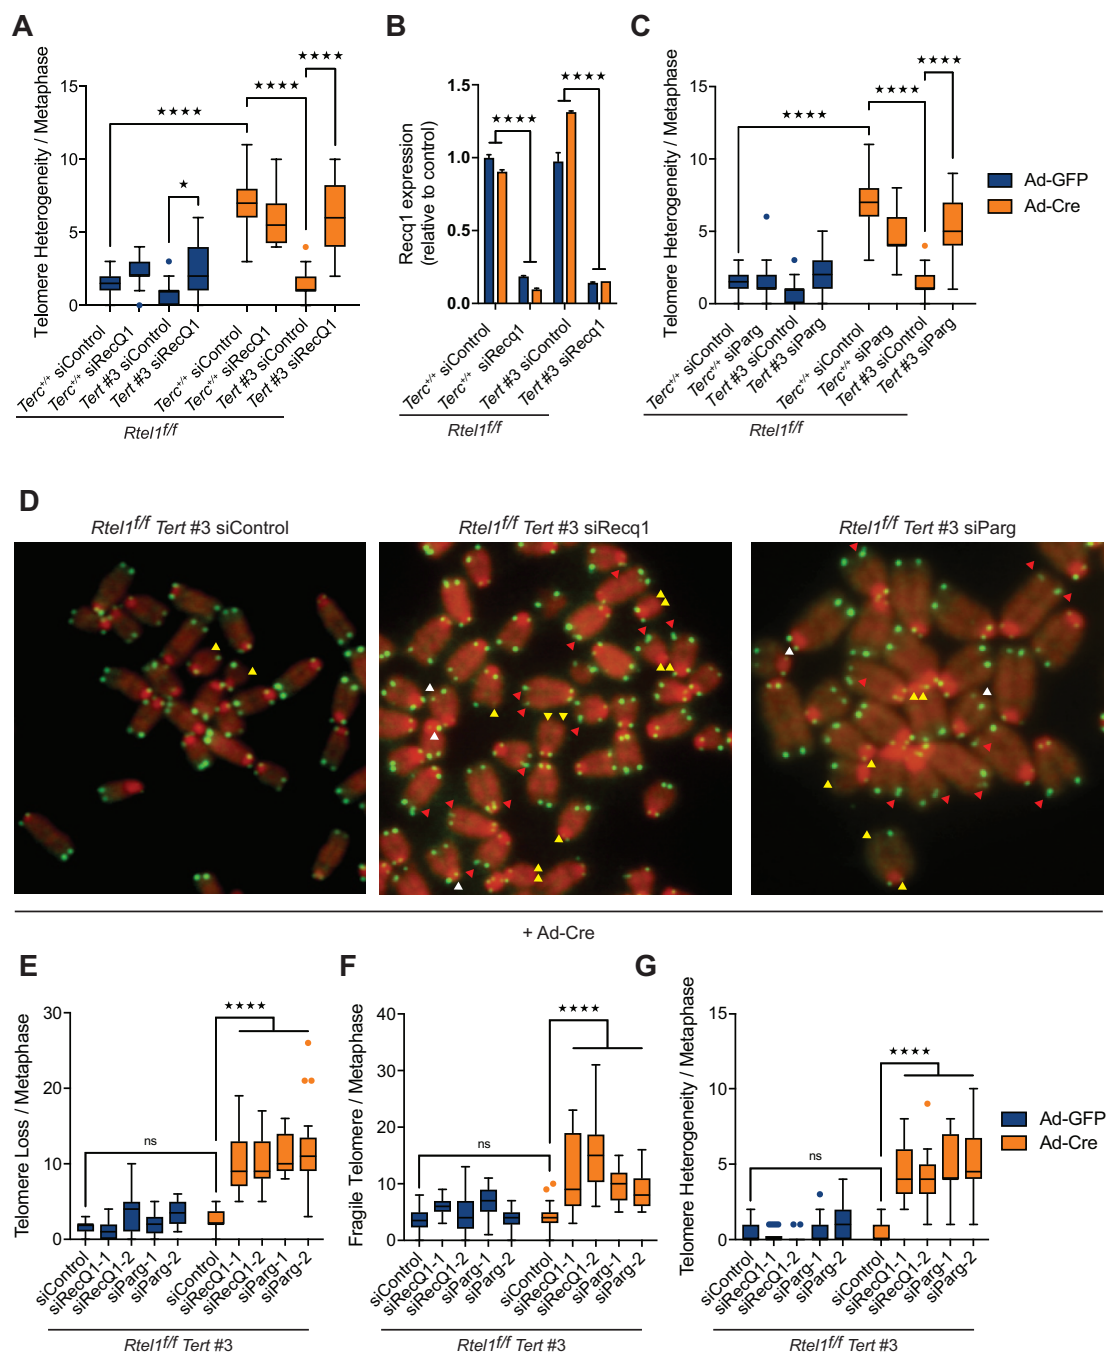 A
Telomere Heterogeneity / Metaphase
15
10
5
0
★★★★
★
★★★★
★★★★
Terc+/+ siControl
Terc+/+ siRECQ1
Tert #3 siControl
Tert #3 siRECQ1
Terc+/+ siControl
Terc+/+ siRECQ1
Tert #3 siControl
Tert #3 siRECQ1
Rtel1f/f
B
Recq1 expression
(relative to control)
1.5
1.0
0.5
0.0
★★★★
★★★★
Terc+/+ siControl
Terc+/+ siRecq1
Tert #3 siControl
Tert #3 siRecq1
Rtel1f/f
C
Telomere Heterogeneity / Metaphase
15
10
5
0
★★★★
★★★★
★★★★
Terc+/+ siControl
Terc+/+ siParg
Tert #3 siControl
Tert #3 siParg
Terc+/+ siControl
Terc+/+ siParg
Tert #3 siControl
Tert #3 siParg
Rtel1f/f
Ad-GFP
Ad-Cre
D
Rtel1f/f Tert #3 siControl
Rtel1f/f Tert #3 siRecq1
Rtel1f/f Tert #3 siParg
+ Ad-Cre
E
Telomere Loss / Metaphase
30
20
10
0
ns
★★★★
siControl
siRECQ1-1
siRECQ1-2
siParg-1
siParg-2
siControl
siRECQ1-1
siRECQ1-2
siParg-1
siParg-2
Rtel1f/f Tert #3
F
Fragile Telomere / Metaphase
40
30
20
10
0
ns
★★★★
siControl
siRECQ1-1
siRECQ1-2
siParg-1
siParg-2
siControl
siRECQ1-1
siRECQ1-2
siParg-1
siParg-2
Rtel1f/f Tert #3
G
Telomere Heterogeneity / Metaphase
15
10
5
0
ns
★★★★
siControl
siRECQ1-1
siRECQ1-2
siParg-1
siParg-2
siControl
siRECQ1-1
siRECQ1-2
siParg-1
siParg-2
Rtel1f/f Tert #3
Ad-GFP
Ad-Cre